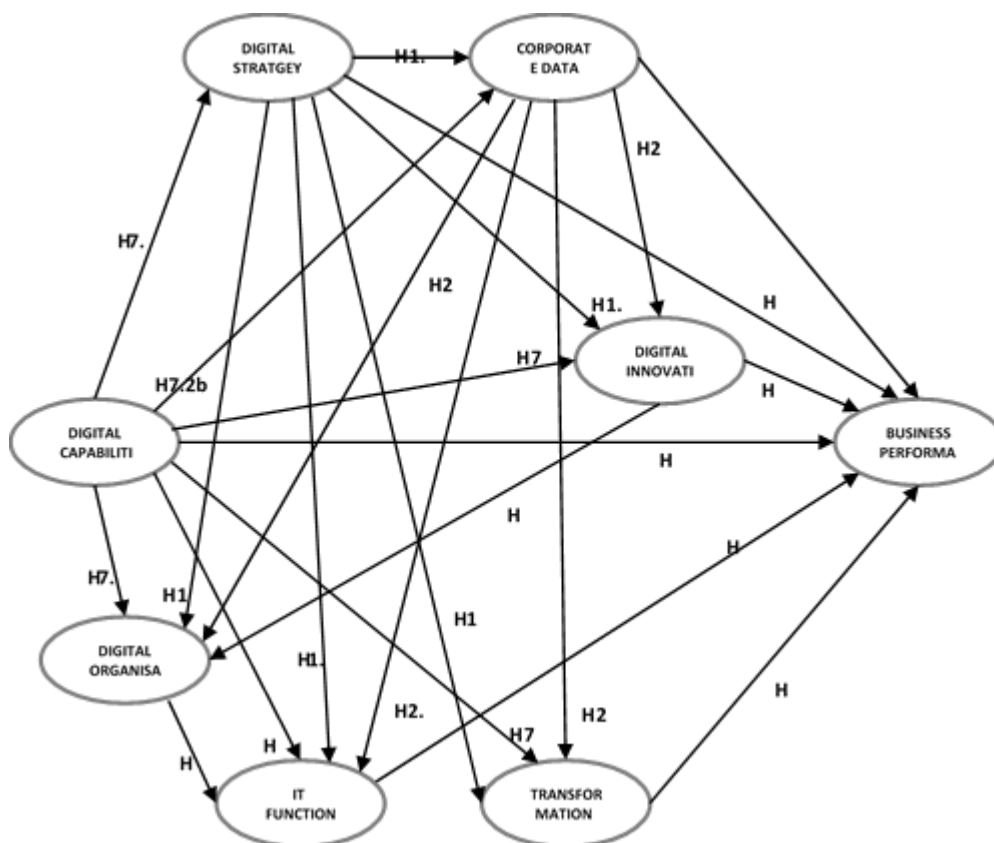 DIGITAL
STRATGEY
H1.
CORPORAT
E DATA
H2
H7.
H2
H1.
H
DIGITAL
INNOVATI
H7
H
H7.2b
DIGITAL
CAPABILITI
H
BUSINESS
PERFORMA
H
H
H7.
H1
H1
DIGITAL
ORGANISA
H1.
H
H2.
H2
H7
H
H
IT
FUNCTION
TRANSFOR
MATION